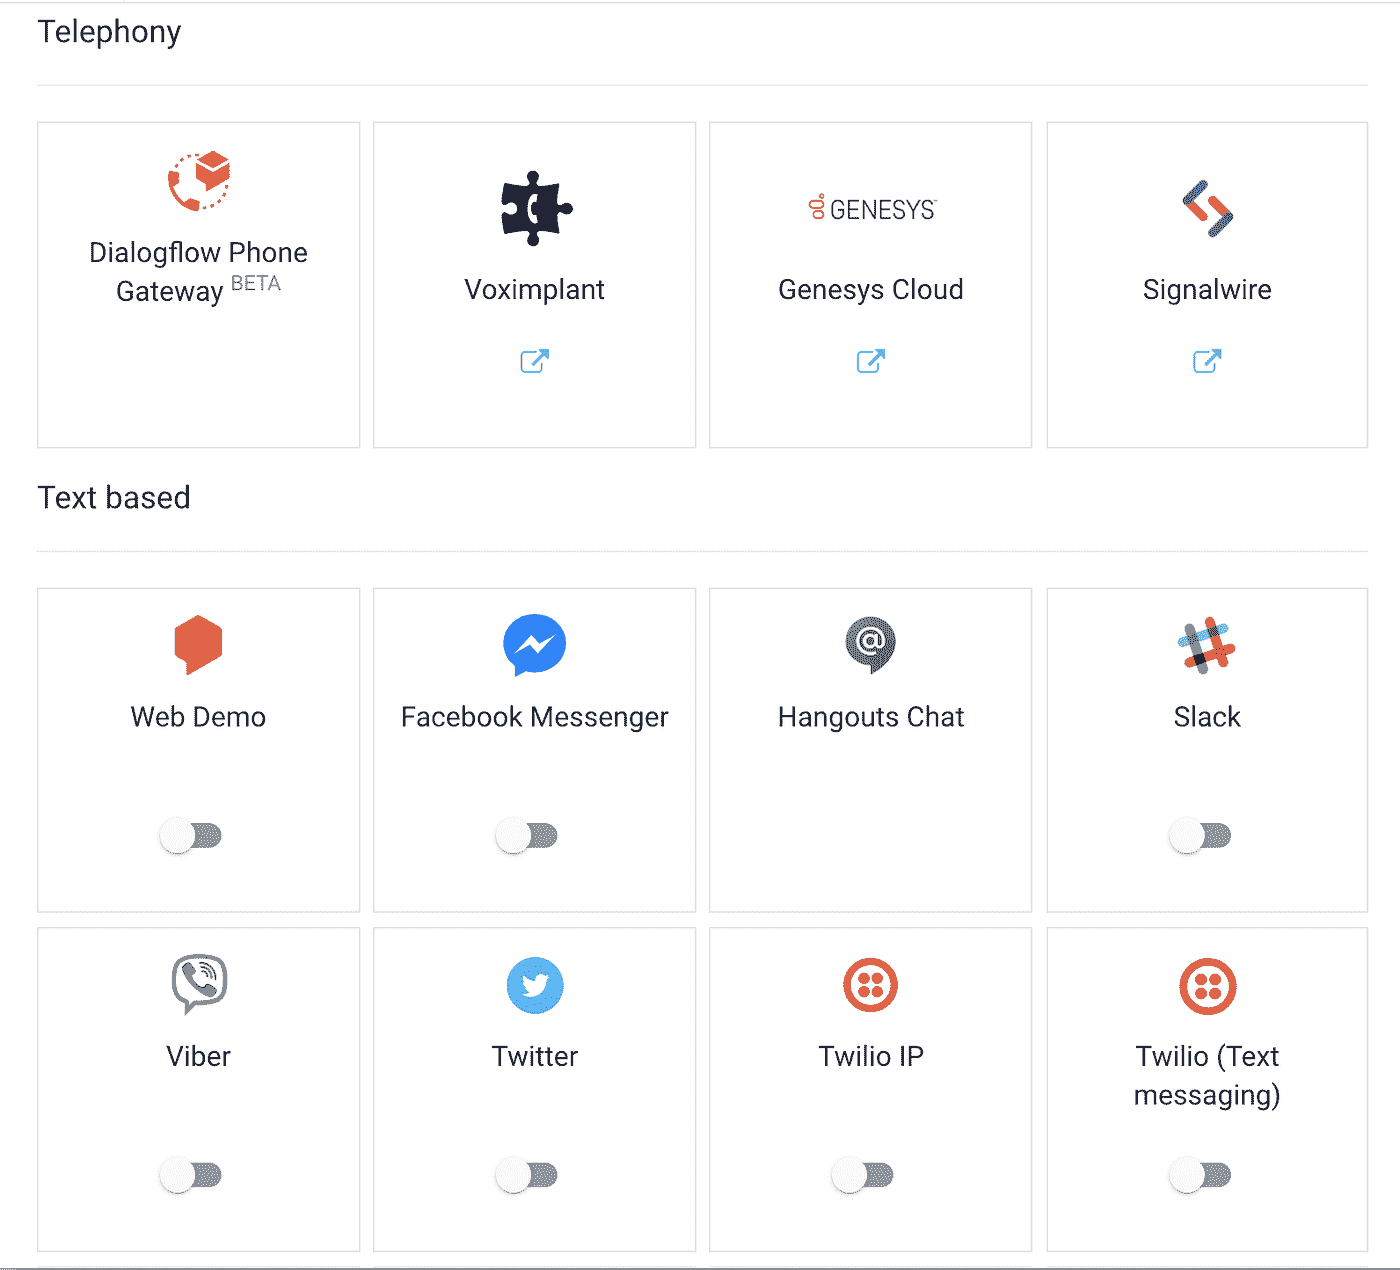 Telephony
Dialogflow Phone
Gateway BETA
Voximplant
GENESYS™
Genesys Cloud
Signalwire
Text based
Web Demo
Facebook Messenger
@
Hangouts Chat
Slack
Viber
Twitter
Twilio IP
Twilio (Text
messaging)